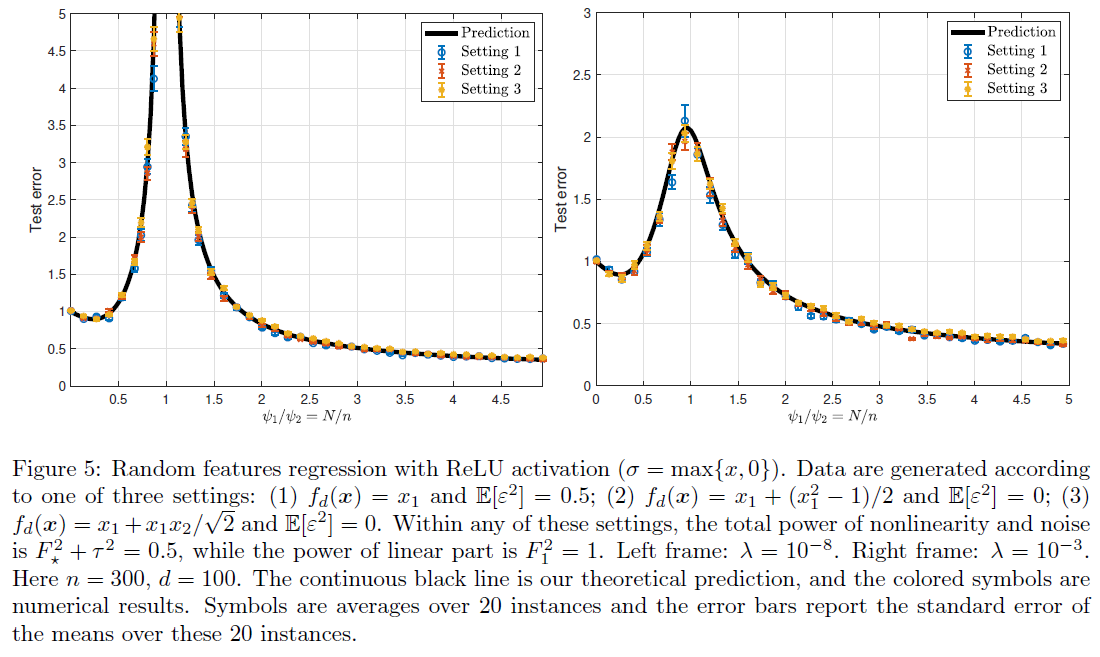 5
4.5
4
3.5
3
2.5
2
1.5
1
0.5
0
Test error
Prediction
Setting 1
Setting 2
Setting 3
0.5 1 1.5 2 2.5 3 3.5 4 4.5
ψ₁/ψ₂ = N/n
3
2.5
2
1.5
1
0.5
0
Test error
Prediction
Setting 1
Setting 2
Setting 3
0 0.5 1 1.5 2 2.5 3 3.5 4 4.5 5
ψ₁/ψ₂ = N/n
Figure 5: Random features regression with ReLU activation (σ = max{x, 0}). Data are generated according
to one of three settings: (1) f_d(x) = x₁ and 𝔼[ε²] = 0.5; (2) f_d(x) = x₁ + (x₁² − 1)/2 and 𝔼[ε²] = 0; (3)
f_d(x) = x₁ + x₁x₂/√2 and 𝔼[ε²] = 0. Within any of these settings, the total power of nonlinearity and noise
is F⋆² + τ² = 0.5, while the power of linear part is F₁² = 1. Left frame: λ = 10⁻⁸. Right frame: λ = 10⁻³.
Here n = 300, d = 100. The continuous black line is our theoretical prediction, and the colored symbols are
numerical results. Symbols are averages over 20 instances and the error bars report the standard error of
the means over these 20 instances.